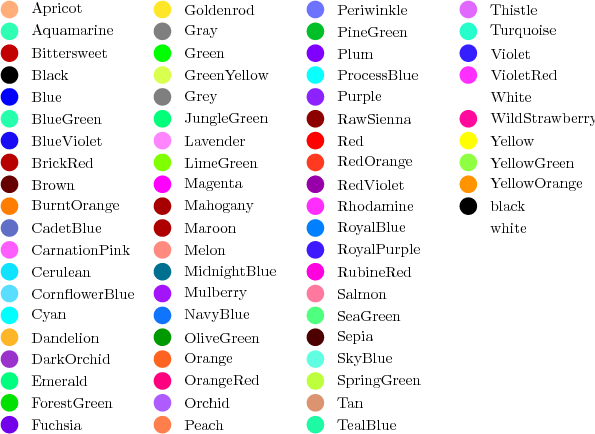 Apricot
Aquamarine
Bittersweet
Black
Blue
BlueGreen
BlueViolet
BrickRed
Brown
BurntOrange
CadetBlue
CarnationPink
Cerulean
CornflowerBlue
Cyan
Dandelion
DarkOrchid
Emerald
ForestGreen
Fuchsia
Goldenrod
Gray
Green
GreenYellow
Grey
JungleGreen
Lavender
LimeGreen
Magenta
Mahogany
Maroon
Melon
MidnightBlue
Mulberry
NavyBlue
OliveGreen
Orange
OrangeRed
Orchid
Peach
Periwinkle
PineGreen
Plum
ProcessBlue
Purple
RawSienna
Red
RedOrange
RedViolet
Rhodamine
RoyalBlue
RoyalPurple
RubineRed
Salmon
SeaGreen
Sepia
SkyBlue
SpringGreen
Tan
TealBlue
Thistle
Turquoise
Violet
VioletRed
White
WildStrawberry
Yellow
YellowGreen
YellowOrange
black
white